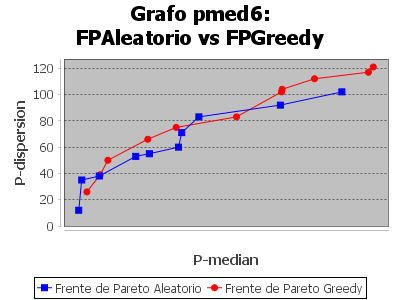 Grafo pmed6:
FPAleatorio vs FPGreedy
120
100
80
60
40
20
0
P-dispersion
P-median
Frente de Pareto Aleatorio
Frente de Pareto Greedy